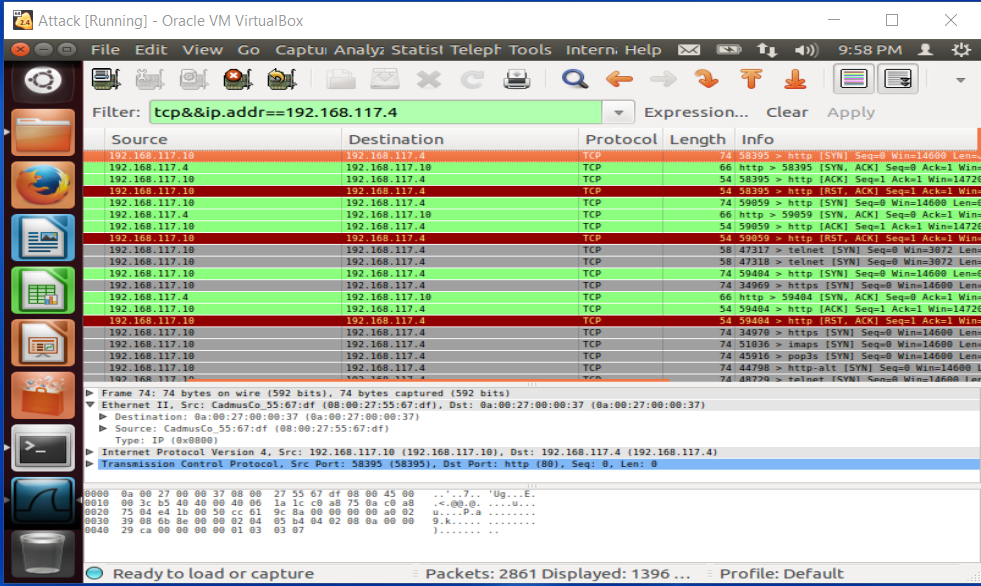 Attack [Running] - Oracle VM VirtualBox
File Edit View Go Captu Analyz Statist Teleph Tools Intern Help 9:58 PM
Filter: tcp&&ip.addr==192.168.117.4 Expression... Clear Apply
Source Destination Protocol Length Info
192.168.117.10 192.168.117.4 TCP 74 58395 > http [SYN] Seq=0 Win=14600 Len=
192.168.117.4 192.168.117.10 TCP 66 http > 58395 [SYN, ACK] Seq=0 Ack=1 Win=
192.168.117.10 192.168.117.4 TCP 54 58395 > http [ACK] Seq=1 Ack=1 Win=14720
192.168.117.10 192.168.117.4 TCP 54 58395 > http [RST, ACK] Seq=1 Ack=1 Win=
192.168.117.10 192.168.117.4 TCP 74 59059 > http [SYN] Seq=0 Win=14600 Len=
192.168.117.4 192.168.117.10 TCP 66 http > 59059 [SYN, ACK] Seq=0 Ack=1 Win=
192.168.117.10 192.168.117.4 TCP 54 59059 > http [ACK] Seq=1 Ack=1 Win=14720
192.168.117.10 192.168.117.4 TCP 54 59059 > http [RST, ACK] Seq=1 Ack=1 Win=
192.168.117.10 192.168.117.4 TCP 58 47317 > telnet [SYN] Seq=0 Win=3072 Len=
192.168.117.10 192.168.117.4 TCP 58 47318 > telnet [SYN] Seq=0 Win=3072 Len=
192.168.117.10 192.168.117.4 TCP 74 59404 > http [SYN] Seq=0 Win=14600 Len=
192.168.117.10 192.168.117.4 TCP 74 34969 > https [SYN] Seq=0 Win=14600 Len=
192.168.117.4 192.168.117.10 TCP 66 http > 59404 [SYN, ACK] Seq=0 Ack=1 Win=
192.168.117.10 192.168.117.4 TCP 54 59404 > http [ACK] Seq=1 Ack=1 Win=14720
192.168.117.10 192.168.117.4 TCP 54 59404 > http [RST, ACK] Seq=1 Ack=1 Win=
192.168.117.10 192.168.117.4 TCP 74 34970 > https [SYN] Seq=0 Win=14600 Len=
192.168.117.10 192.168.117.4 TCP 74 51036 > imaps [SYN] Seq=0 Win=14600 Len=
192.168.117.10 192.168.117.4 TCP 74 45916 > pop3s [SYN] Seq=0 Win=14600 Len=
192.168.117.10 192.168.117.4 TCP 74 44798 > http-alt [SYN] Seq=0 Win=14600 L
192.168.117.10 192.168.117.4 TCP 74 48729 > telnet [SYN] Seq=0 Win=14600 Len
Frame 74: 74 bytes on wire (592 bits), 74 bytes captured (592 bits)
Ethernet II, Src: CadmusCo_55:67:df (08:00:27:55:67:df), Dst: 0a:00:27:00:00:37 (0a:00:27:00:00:37)
Destination: 0a:00:27:00:00:37 (0a:00:27:00:00:37)
Source: CadmusCo_55:67:df (08:00:27:55:67:df)
Type: IP (0x0800)
Internet Protocol Version 4, Src: 192.168.117.10 (192.168.117.10), Dst: 192.168.117.4 (192.168.117.4)
Transmission Control Protocol, Src Port: 58395 (58395), Dst Port: http (80), Seq: 0, Len: 0
0000 0a 00 27 00 00 37 08 00 27 55 67 df 08 00 45 00 ..'..7.. 'Ug...E.
0010 00 3c b5 40 40 00 40 06 1a 1c c0 a8 75 0a c0 a8 .<.@@.@. ....u...
0020 75 04 e4 1b 00 50 cc 61 9c 8a 00 00 00 00 a0 02 u....P.a ........
0030 39 08 6b 8e 00 00 02 04 05 b4 04 02 08 0a 00 00 9.k..... ........
0040 29 ca 00 00 00 00 01 03 03 07 )....... ..
Ready to load or capture Packets: 2861 Displayed: 1396 ... Profile: Default